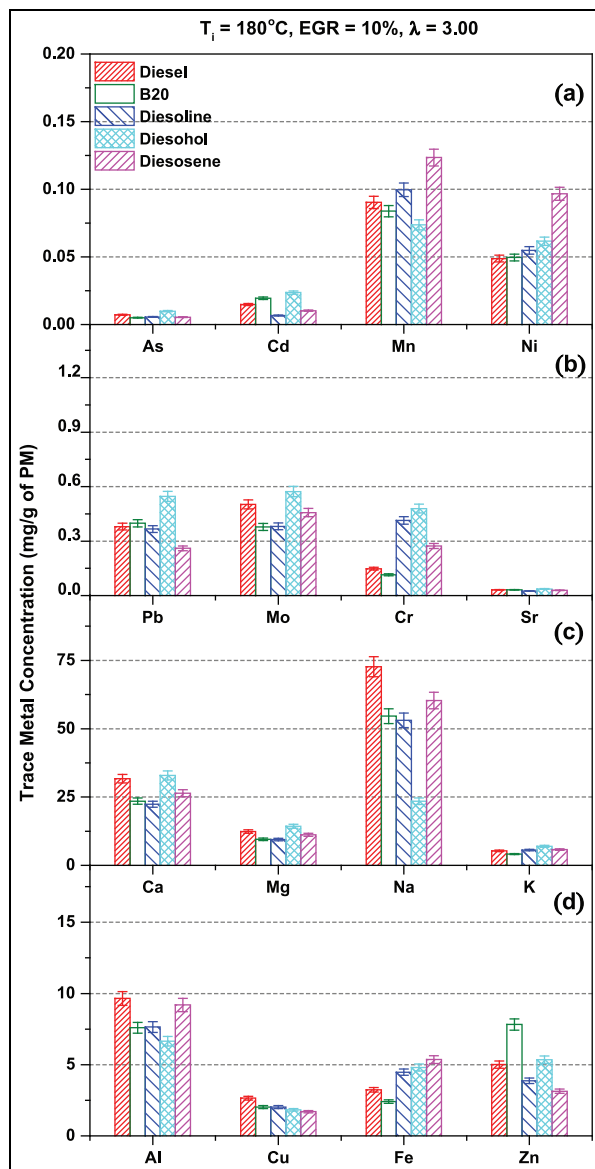 T_i = 180°C, EGR = 10%, λ = 3.00
Trace Metal Concentration (mg/g of PM)
(a)
Diesel
B20
Diesoline
Diesohol
Diesosene
0.20
0.15
0.10
0.05
0.00
As Cd Mn Ni
(b)
1.2
0.9
0.6
0.3
0.0
Pb Mo Cr Sr
(c)
75
50
25
0
Ca Mg Na K
(d)
15
10
5
0
Al Cu Fe Zn